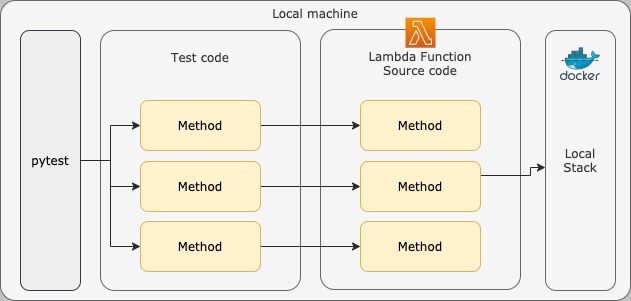 Local machine
pytest
Test code
Method
Method
Method
Lambda Function
Source code
Method
Method
Method
docker
Local
Stack